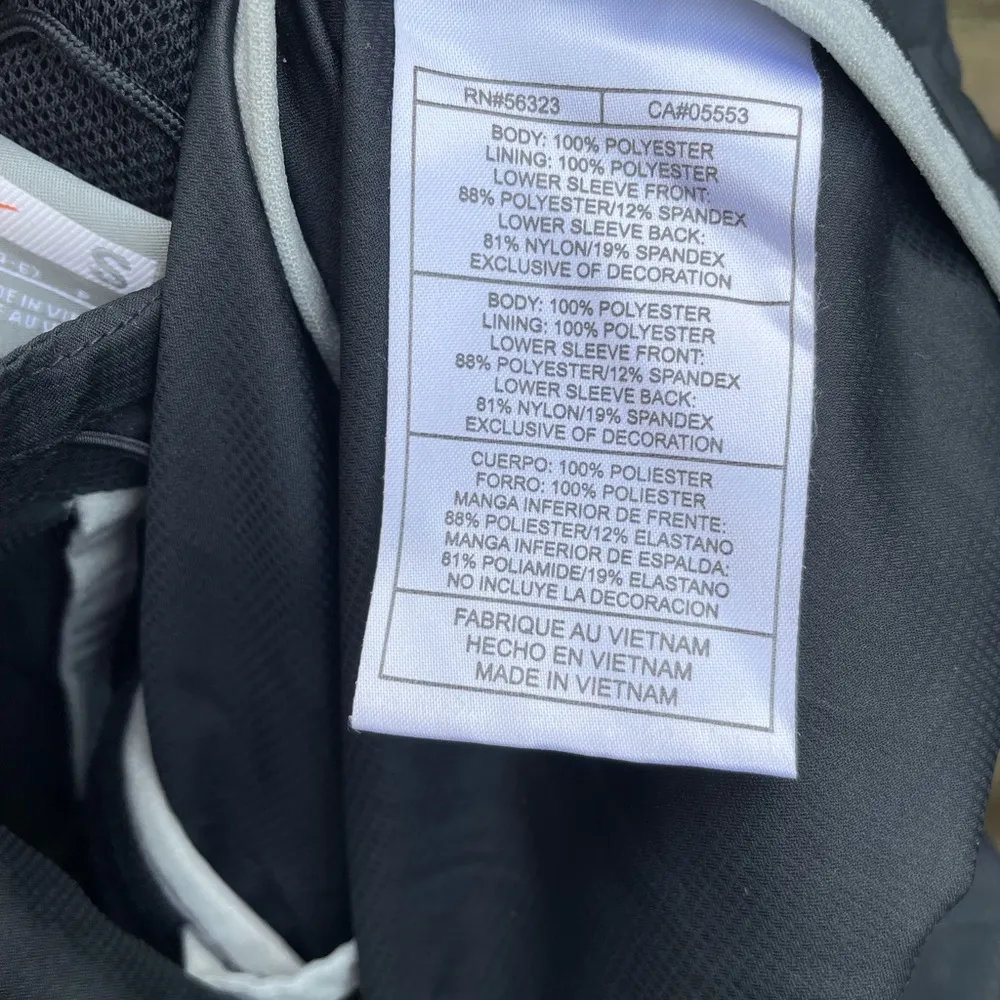 RN#56323 CA#05553
BODY: 100% POLYESTER
LINING: 100% POLYESTER
LOWER SLEEVE FRONT:
88% POLYESTER/12% SPANDEX
LOWER SLEEVE BACK:
81% NYLON/19% SPANDEX
EXCLUSIVE OF DECORATION
BODY: 100% POLYESTER
LINING: 100% POLYESTER
LOWER SLEEVE FRONT:
88% POLYESTER/12% SPANDEX
LOWER SLEEVE BACK:
81% NYLON/19% SPANDEX
EXCLUSIVE OF DECORATION
CUERPO: 100% POLIESTER
FORRO: 100% POLIESTER
MANGA INFERIOR DE FRENTE:
88% POLIESTER/12% ELASTANO
MANGA INFERIOR DE ESPALDA:
81% POLIAMIDE/19% ELASTANO
NO INCLUYE LA DECORACION
FABRIQUE AU VIETNAM
HECHO EN VIETNAM
MADE IN VIETNAM
S